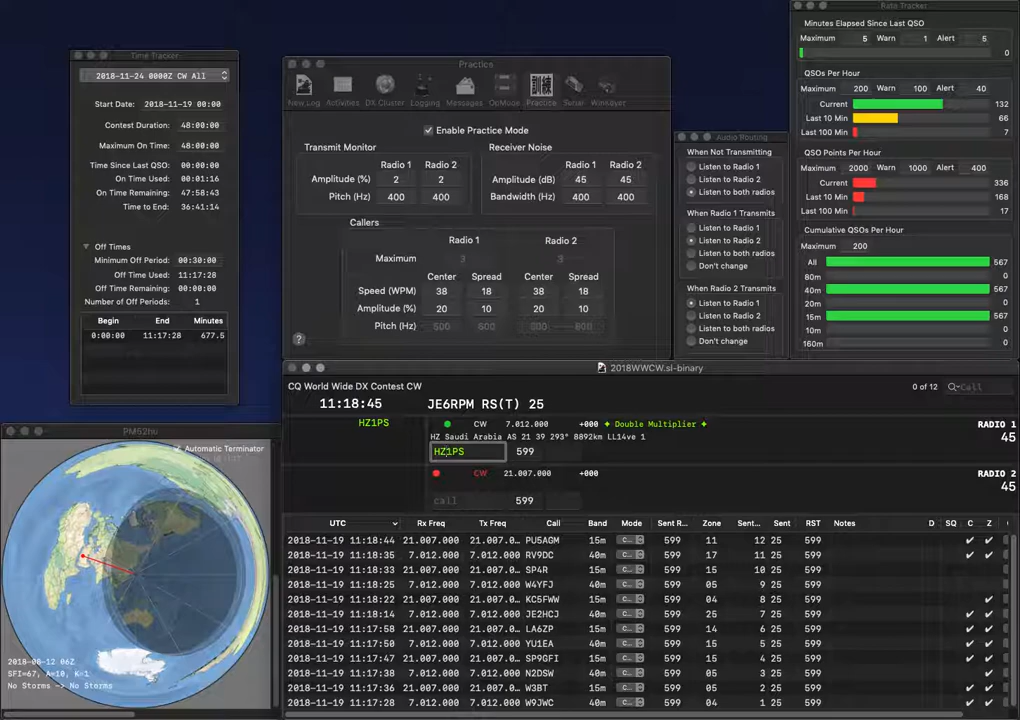 Time Tracker
2018-11-24 0000Z CW All
Start Date: 2018-11-19 00:00
Contest Duration: 48:00:00
Maximum On Time: 48:00:00
Time Since Last QSO: 00:00:00
On Time Used: 00:01:16
On Time Remaining: 47:58:43
Time to End: 36:41:14
Off Times
Minimum Off Period: 00:30:00
Off Time Used: 11:17:28
Off Time Remaining: 00:00:00
Number of Off Periods: 1
Begin End Minutes
0:00:00 11:17:28 677.5
Practice
New Log Activities DX Cluster Logging Messages OpMode Practice Serial WinKeyer
訓練
Enable Practice Mode
Transmit Monitor
Radio 1 Radio 2
Amplitude (%) 2 2
Pitch (Hz) 400 400
Receiver Noise
Radio 1 Radio 2
Amplitude (dB) 45 45
Bandwidth (Hz) 400 400
Callers
Radio 1 Radio 2
Maximum 3 3
Center Spread Center Spread
Speed (WPM) 38 18 38 18
Amplitude (%) 20 10 20 10
Pitch (Hz) 500 600 600 600
?
Audio Routing
When Not Transmitting
Listen to Radio 1
Listen to Radio 2
Listen to both radios
When Radio 1 Transmits
Listen to Radio 1
Listen to Radio 2
Listen to both radios
Don't change
When Radio 2 Transmits
Listen to Radio 1
Listen to Radio 2
Listen to both radios
Don't change
Rate Tracker
Minutes Elapsed Since Last QSO
Maximum 5 Warn 1 Alert 5
0
QSOs Per Hour
Maximum 200 Warn 100 Alert 40
Current 132
Last 10 Min 66
Last 100 Min 7
QSO Points Per Hour
Maximum 2000 Warn 1000 Alert 400
Current 336
Last 10 Min 168
Last 100 Min 17
Cumulative QSOs Per Hour
Maximum 200
All 567
80m 0
40m 567
20m 0
15m 567
10m 0
160m 0
PM52hu
Automatic Terminator
2018-08-12 06Z
SFI=67, A=10, K=1
No Storms -> No Storms
2018WWCW.sl-binary
CQ World Wide DX Contest CW
0 of 12
Call
11:18:45 JE6RPM RS(T) 25
HZ1PS CW 7.012.000 +000 ✦ Double Multiplier ✦ RADIO 1
HZ Saudi Arabia AS 21 39 293° 8892km LL14ve 1
45
HZ1PS 599
CW 21.007.000 +000 RADIO 2
45
call 599
UTC Rx Freq Tx Freq Call Band Mode Sent R... Zone Sent... Sent RST Notes D SQ C Z
2018-11-19 11:18:44 21.007.000 21.007.0... PU5AGM 15m C... 599 11 12 25 599 ✔ ✔
2018-11-19 11:18:35 7.012.000 7.012.0... RV9DC 40m C... 599 17 11 25 599 ✔ ✔
2018-11-19 11:18:33 21.007.000 21.007.0... SP4R 15m C... 599 15 10 25 599
2018-11-19 11:18:25 7.012.000 7.012.0... W4YFJ 40m C... 599 05 9 25 599
2018-11-19 11:18:22 21.007.000 21.007.0... KC5FWW 15m C... 599 04 8 25 599 ✔
2018-11-19 11:18:14 7.012.000 7.012.0... JE2HCJ 40m C... 599 25 7 25 599 ✔ ✔
2018-11-19 11:17:58 21.007.000 21.007.0... LA6ZP 15m C... 599 14 6 25 599 ✔ ✔
2018-11-19 11:17:50 7.012.000 7.012.0... YU1EA 40m C... 599 15 5 25 599 ✔ ✔
2018-11-19 11:17:47 21.007.000 21.007.0... SP9GFI 15m C... 599 15 4 25 599 ✔ ✔
2018-11-19 11:17:38 7.012.000 7.012.0... N2DSW 40m C... 599 05 3 25 599 ✔
2018-11-19 11:17:36 21.007.000 21.007.0... W3BT 15m C... 599 05 2 25 599 ✔ ✔
2018-11-19 11:17:28 7.012.000 7.012.0... W9JWC 40m C... 599 04 1 25 599 ✔ ✔